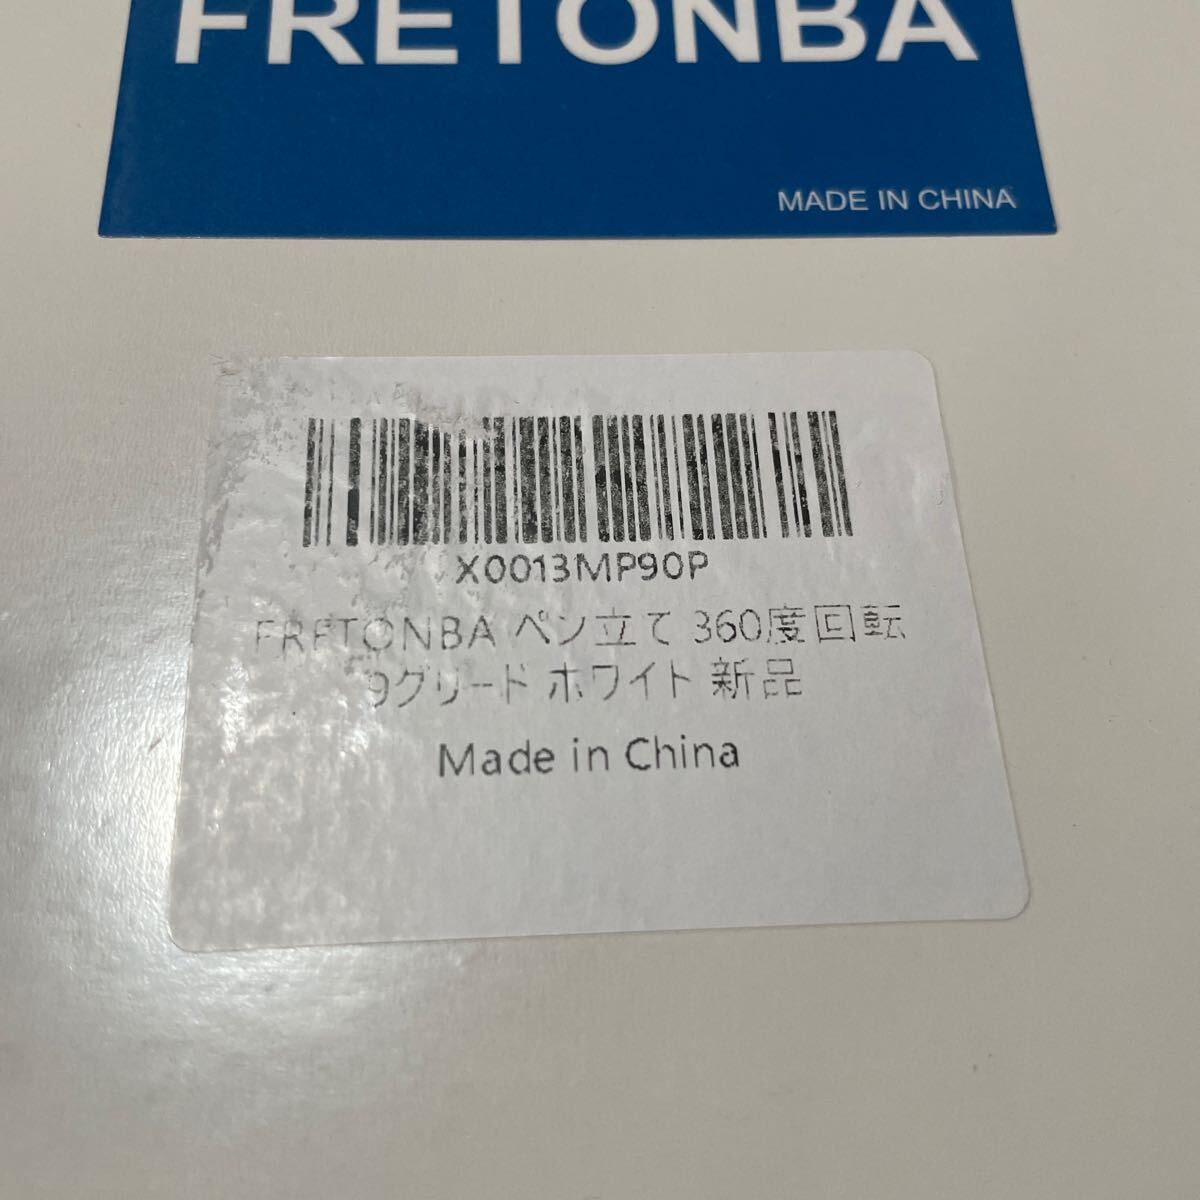 FRETONBA
MADE IN CHINA
X0013MP90P
FRETONBA ペン立て 360度回転
9グリード ホワイト 新品
Made in China